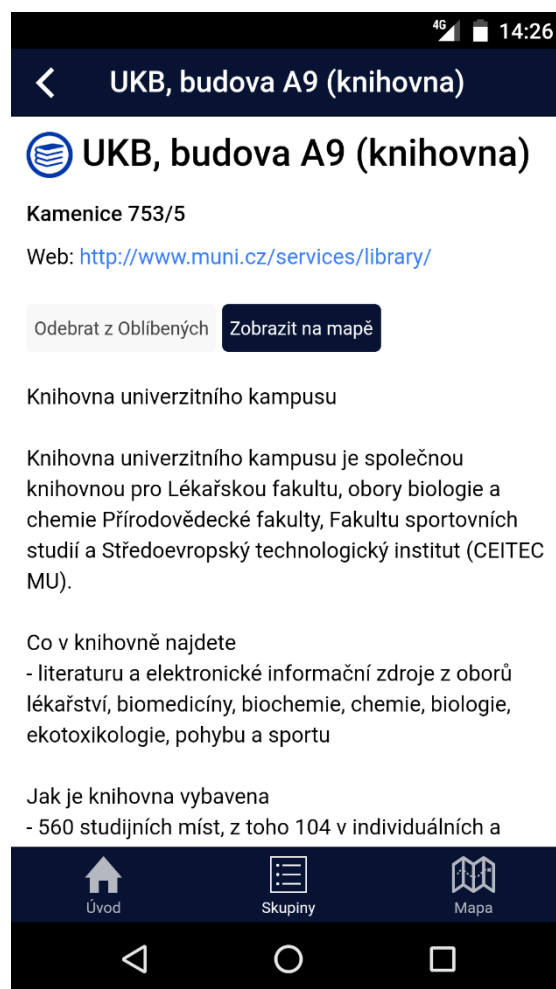 4G 14:26
UKB, budova A9 (knihovna)
UKB, budova A9 (knihovna)
Kamenice 753/5
Web: http://www.muni.cz/services/library/
Odebrat z Oblíbených Zobrazit na mapě
Knihovna univerzitního kampusu
Knihovna univerzitního kampusu je společnou
knihovnou pro Lékařskou fakultu, obory biologie a
chemie Přírodovědecké fakulty, Fakultu sportovních
studií a Středoevropský technologický institut (CEITEC
MU).
Co v knihovně najdete
- literaturu a elektronické informační zdroje z oborů
lékařství, biomedicíny, biochemie, chemie, biologie,
ekotoxikologie, pohybu a sportu
Jak je knihovna vybavena
- 560 studijních míst, z toho 104 v individuálních a
Úvod Skupiny Mapa